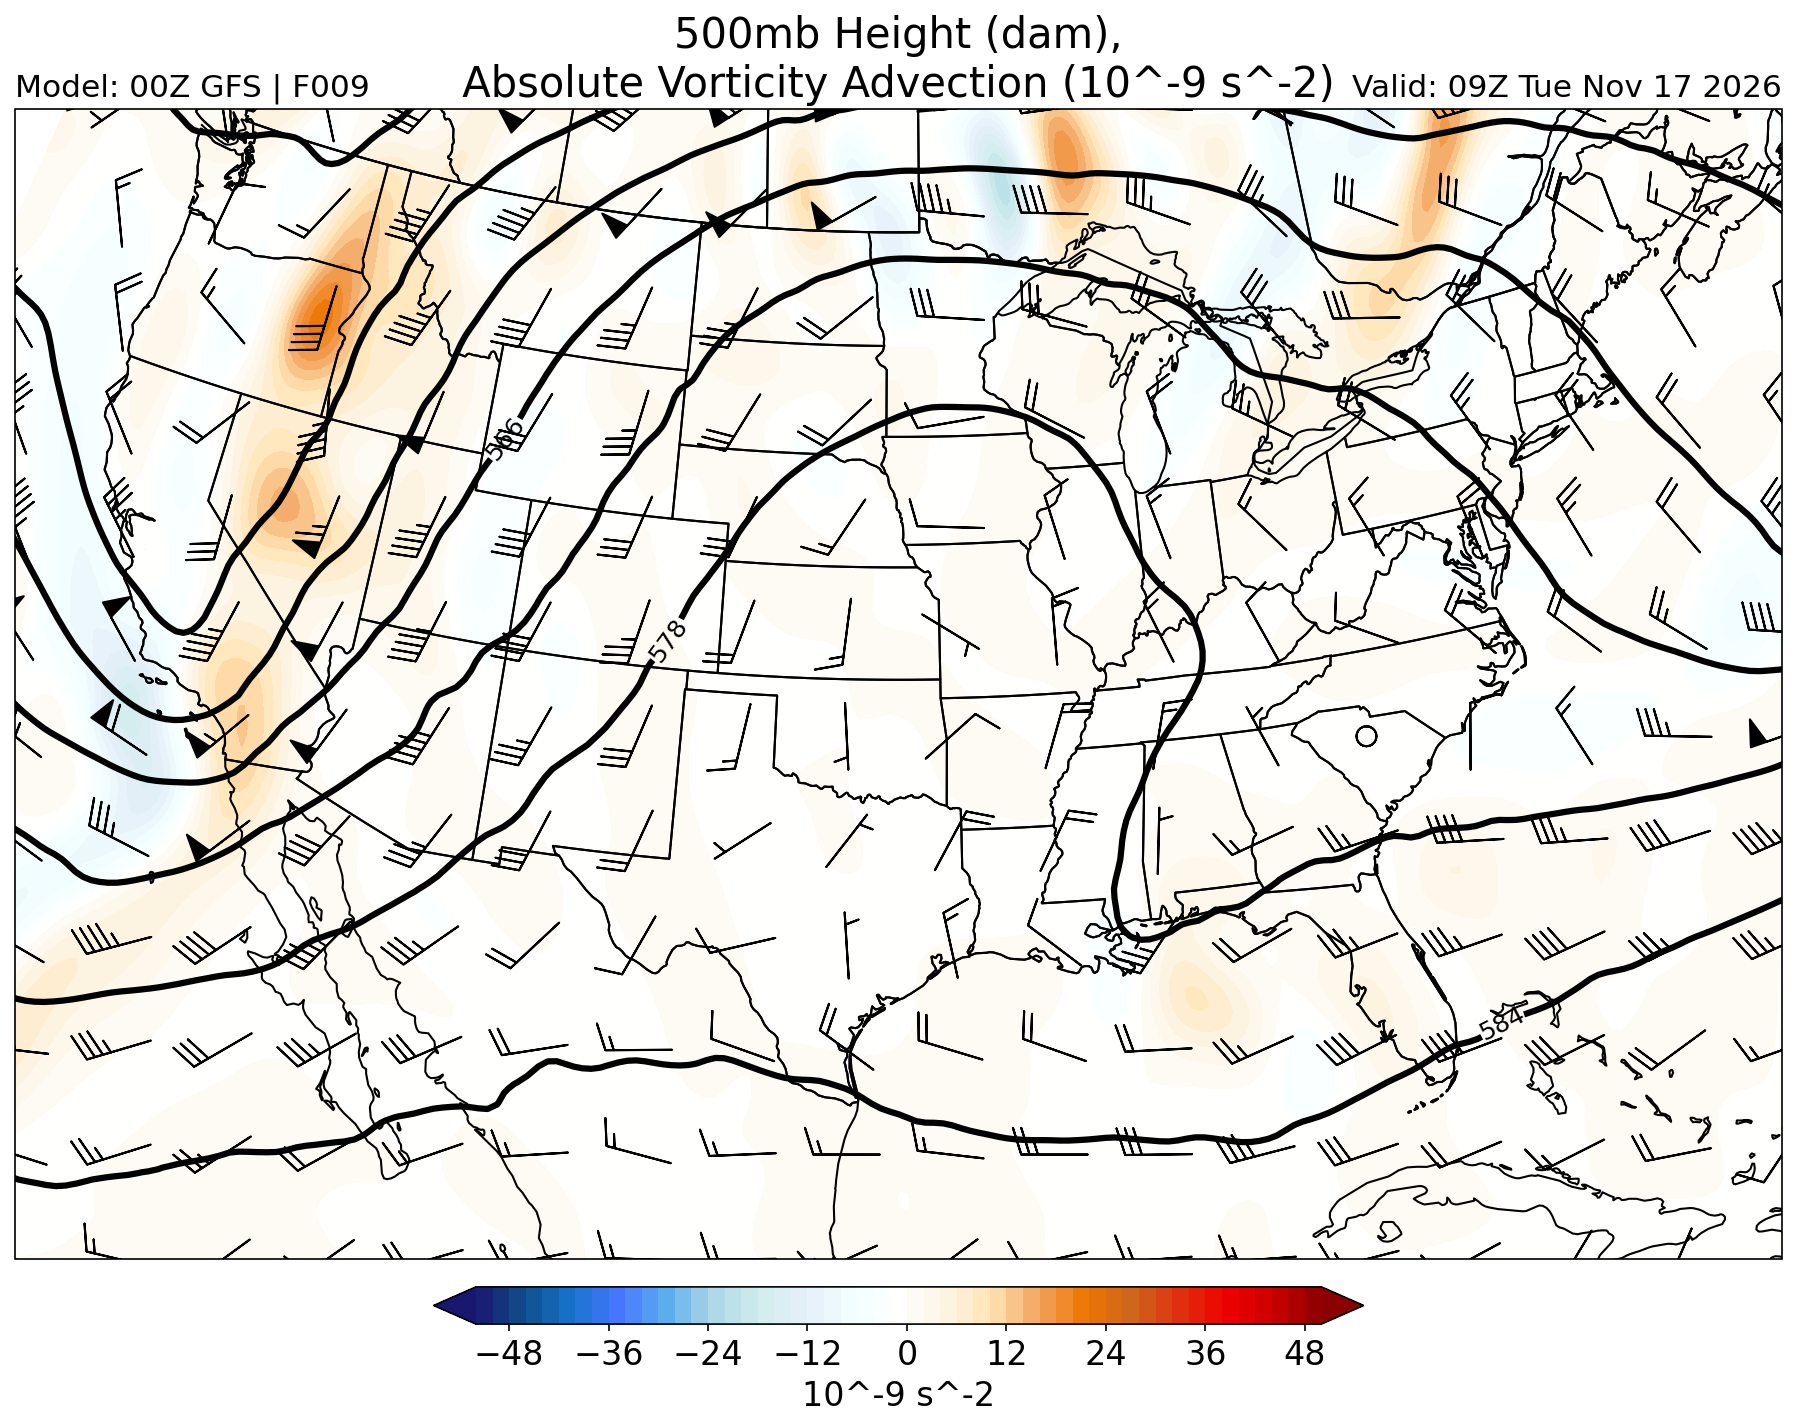 500mb Height (dam),
Model: 00Z GFS | F009
Absolute Vorticity Advection (10^-9 s^-2)
Valid: 09Z Tue Nov 17 2026
566
578
584
−48 −36 −24 −12 0 12 24 36 48
10^-9 s^-2